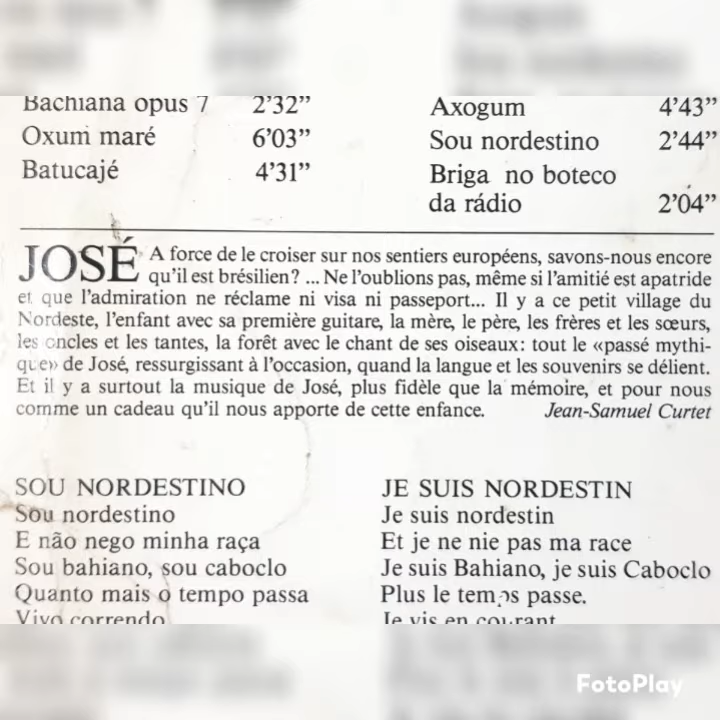 Bachiana opus 7 2’32”
Oxum maré 6’03”
Batucajé 4’31”
Axogum 4’43”
Sou nordestino 2’44”
Briga no boteco
da rádio 2’04”
JOSÉ A force de le croiser sur nos sentiers européens, savons-nous encore
qu’il est brésilien? ... Ne l’oublions pas, même si l’amitié est apatride
et que l’admiration ne réclame ni visa ni passeport... Il y a ce petit village du
Nordeste, l’enfant avec sa première guitare, la mère, le père, les frères et les sœurs,
les oncles et les tantes, la forêt avec le chant de ses oiseaux: tout le «passé mythi-
que» de José, ressurgissant à l’occasion, quand la langue et les souvenirs se délient.
Et il y a surtout la musique de José, plus fidèle que la mémoire, et pour nous
comme un cadeau qu’il nous apporte de cette enfance. Jean-Samuel Curtet
SOU NORDESTINO
Sou nordestino
E não nego minha raça
Sou bahiano, sou caboclo
Quanto mais o tempo passa
Vivo correndo
JE SUIS NORDESTIN
Je suis nordestin
Et je ne nie pas ma race
Je suis Bahiano, je suis Caboclo
Plus le temps passe.
Je vis en courant
FotoPlay